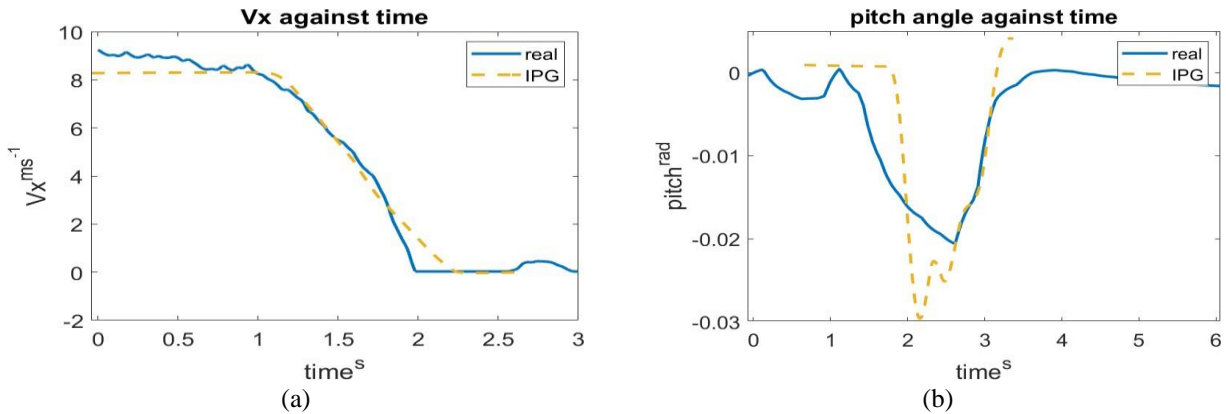 Vx against time
10
8
6
4
2
0
-2
Vx^ms^-1
0
0.5
1
1.5
2
2.5
3
time^s
real
IPG
(a)
pitch angle against time
0
-0.01
-0.02
-0.03
pitch^rad
0
1
2
3
4
5
6
time^s
real
IPG
(b)